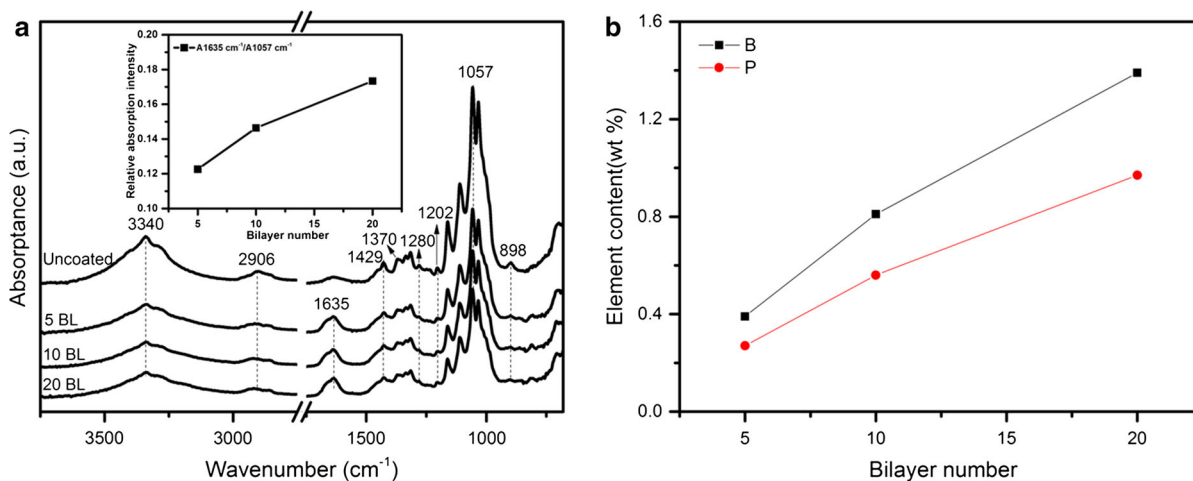 a
Absorptance (a.u.)
0.20
0.18
0.16
0.14
0.12
0.10
Relative absorption intensity
A1635 cm⁻¹/A1057 cm⁻¹
5 10 15 20
Bilayer number
1057
3340
2906
1635
1429
1370
1280
1202
898
Uncoated
5 BL
10 BL
20 BL
3500 3000 1500 1000
Wavenumber (cm⁻¹)
b
Element content(wt %)
1.6
1.2
0.8
0.4
0.0
B
P
5 10 15 20
Bilayer number